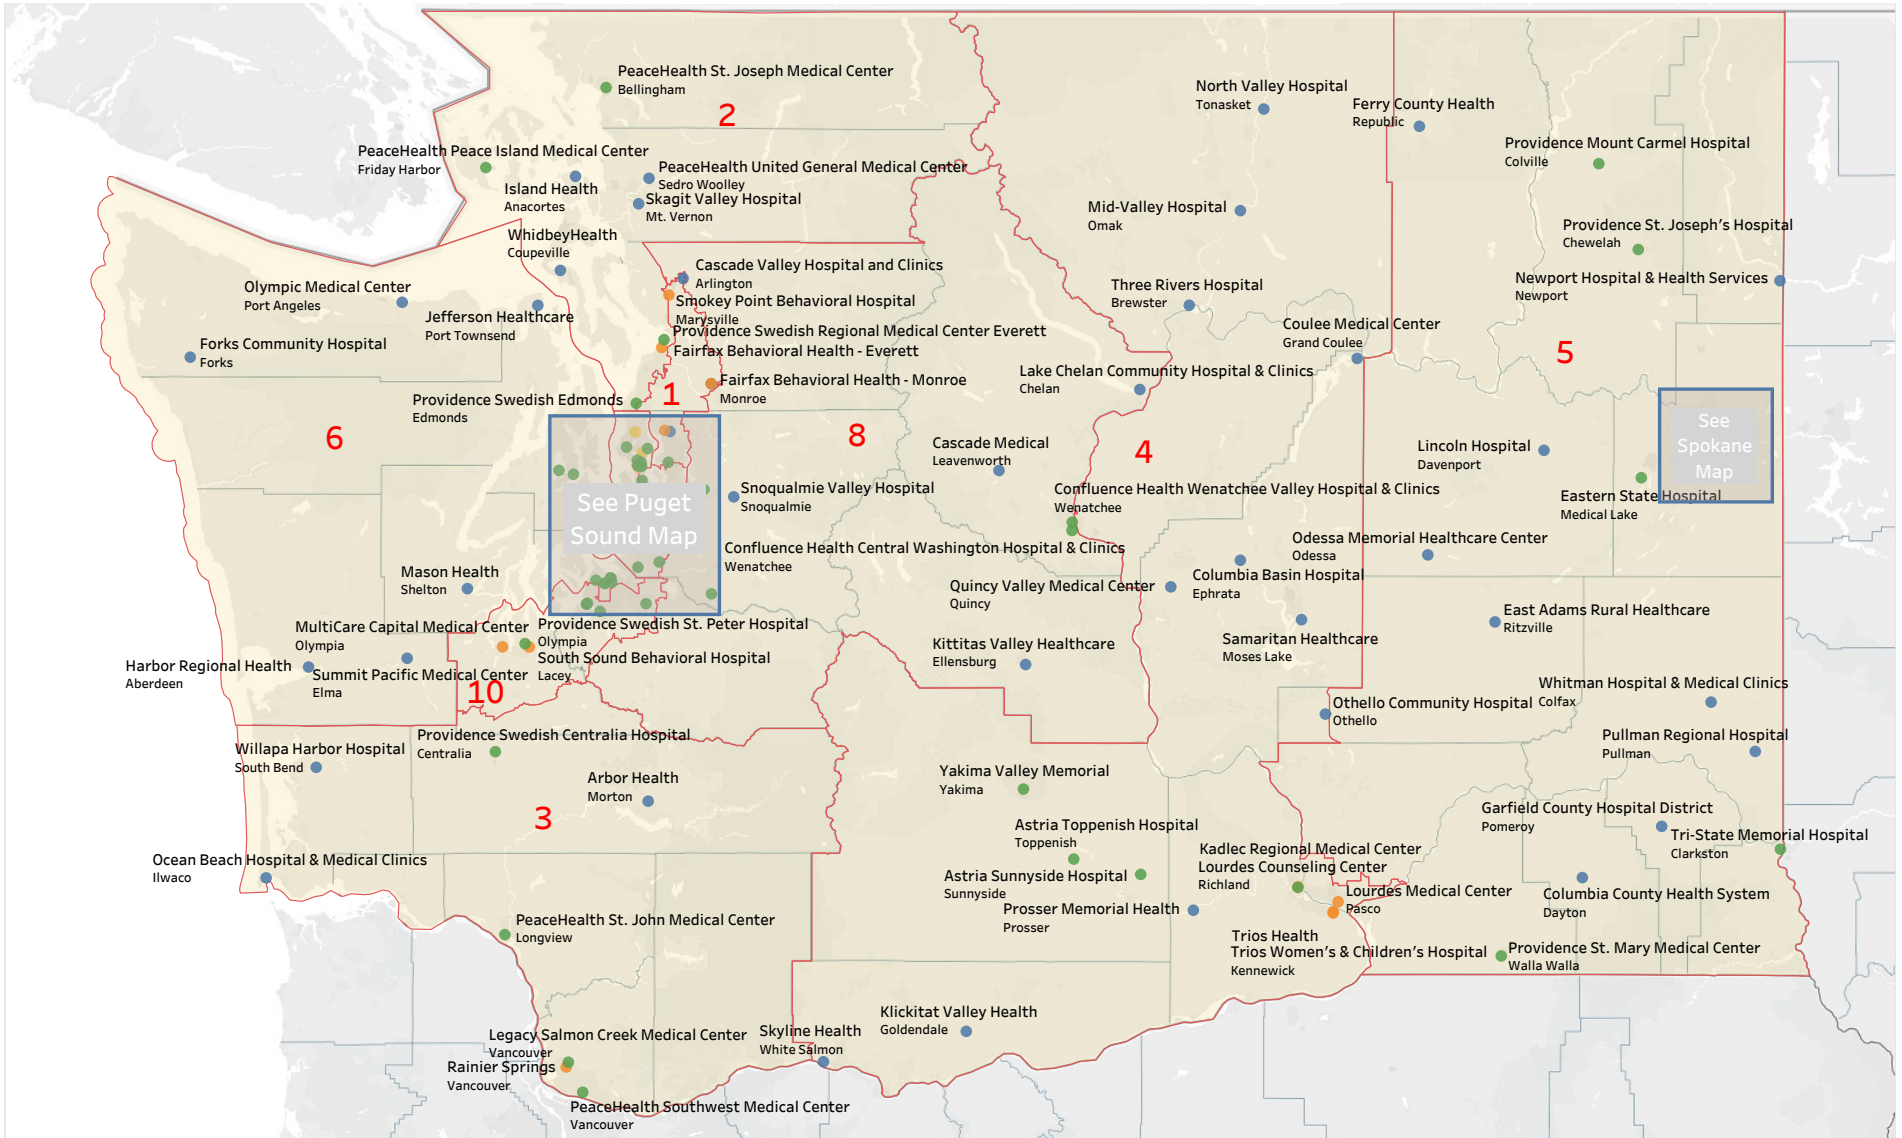 PeaceHealth St. Joseph Medical Center
Bellingham
2
North Valley Hospital
Tonasket
Ferry County Health
Republic
Providence Mount Carmel Hospital
Colville
PeaceHealth Peace Island Medical Center
Friday Harbor
PeaceHealth United General Medical Center
Sedro Woolley
Island Health
Anacortes
Skagit Valley Hospital
Mt. Vernon
Mid-Valley Hospital
Omak
Providence St. Joseph's Hospital
Chewelah
WhidbeyHealth
Coupeville
Cascade Valley Hospital and Clinics
Arlington
Newport Hospital & Health Services
Newport
Olympic Medical Center
Port Angeles
Smokey Point Behavioral Hospital
Marysville
Three Rivers Hospital
Brewster
Jefferson Healthcare
Port Townsend
Providence Swedish Regional Medical Center Everett
Fairfax Behavioral Health - Everett
Coulee Medical Center
Grand Coulee
Forks Community Hospital
Forks
5
Lake Chelan Community Hospital & Clinics
Chelan
Fairfax Behavioral Health - Monroe
Monroe
1
Providence Swedish Edmonds
Edmonds
6
8
4
See
Spokane
Map
Cascade Medical
Leavenworth
Lincoln Hospital
Davenport
Snoqualmie Valley Hospital
Snoqualmie
Confluence Health Wenatchee Valley Hospital & Clinics
Wenatchee
Eastern State Hospital
Medical Lake
See Puget
Sound Map
Confluence Health Central Washington Hospital & Clinics
Wenatchee
Odessa Memorial Healthcare Center
Odessa
Mason Health
Shelton
Quincy Valley Medical Center
Quincy
Columbia Basin Hospital
Ephrata
East Adams Rural Healthcare
Ritzville
MultiCare Capital Medical Center
Olympia
Providence Swedish St. Peter Hospital
Olympia
Samaritan Healthcare
Moses Lake
Kittitas Valley Healthcare
Ellensburg
South Sound Behavioral Hospital
Lacey
Harbor Regional Health
Aberdeen
Summit Pacific Medical Center
Elma
10
Whitman Hospital & Medical Clinics
Colfax
Othello Community Hospital
Othello
Providence Swedish Centralia Hospital
Centralia
Pullman Regional Hospital
Pullman
Willapa Harbor Hospital
South Bend
Arbor Health
Morton
Yakima Valley Memorial
Yakima
3
Garfield County Hospital District
Pomeroy
Astria Toppenish Hospital
Toppenish
Tri-State Memorial Hospital
Clarkston
Kadlec Regional Medical Center
Lourdes Counseling Center
Richland
Ocean Beach Hospital & Medical Clinics
Ilwaco
Astria Sunnyside Hospital
Sunnyside
Lourdes Medical Center
Pasco
Columbia County Health System
Dayton
Prosser Memorial Health
Prosser
PeaceHealth St. John Medical Center
Longview
Trios Health
Trios Women's & Children's Hospital
Kennewick
Providence St. Mary Medical Center
Walla Walla
Klickitat Valley Health
Goldendale
Legacy Salmon Creek Medical Center
Vancouver
Skyline Health
White Salmon
Rainier Springs
Vancouver
PeaceHealth Southwest Medical Center
Vancouver